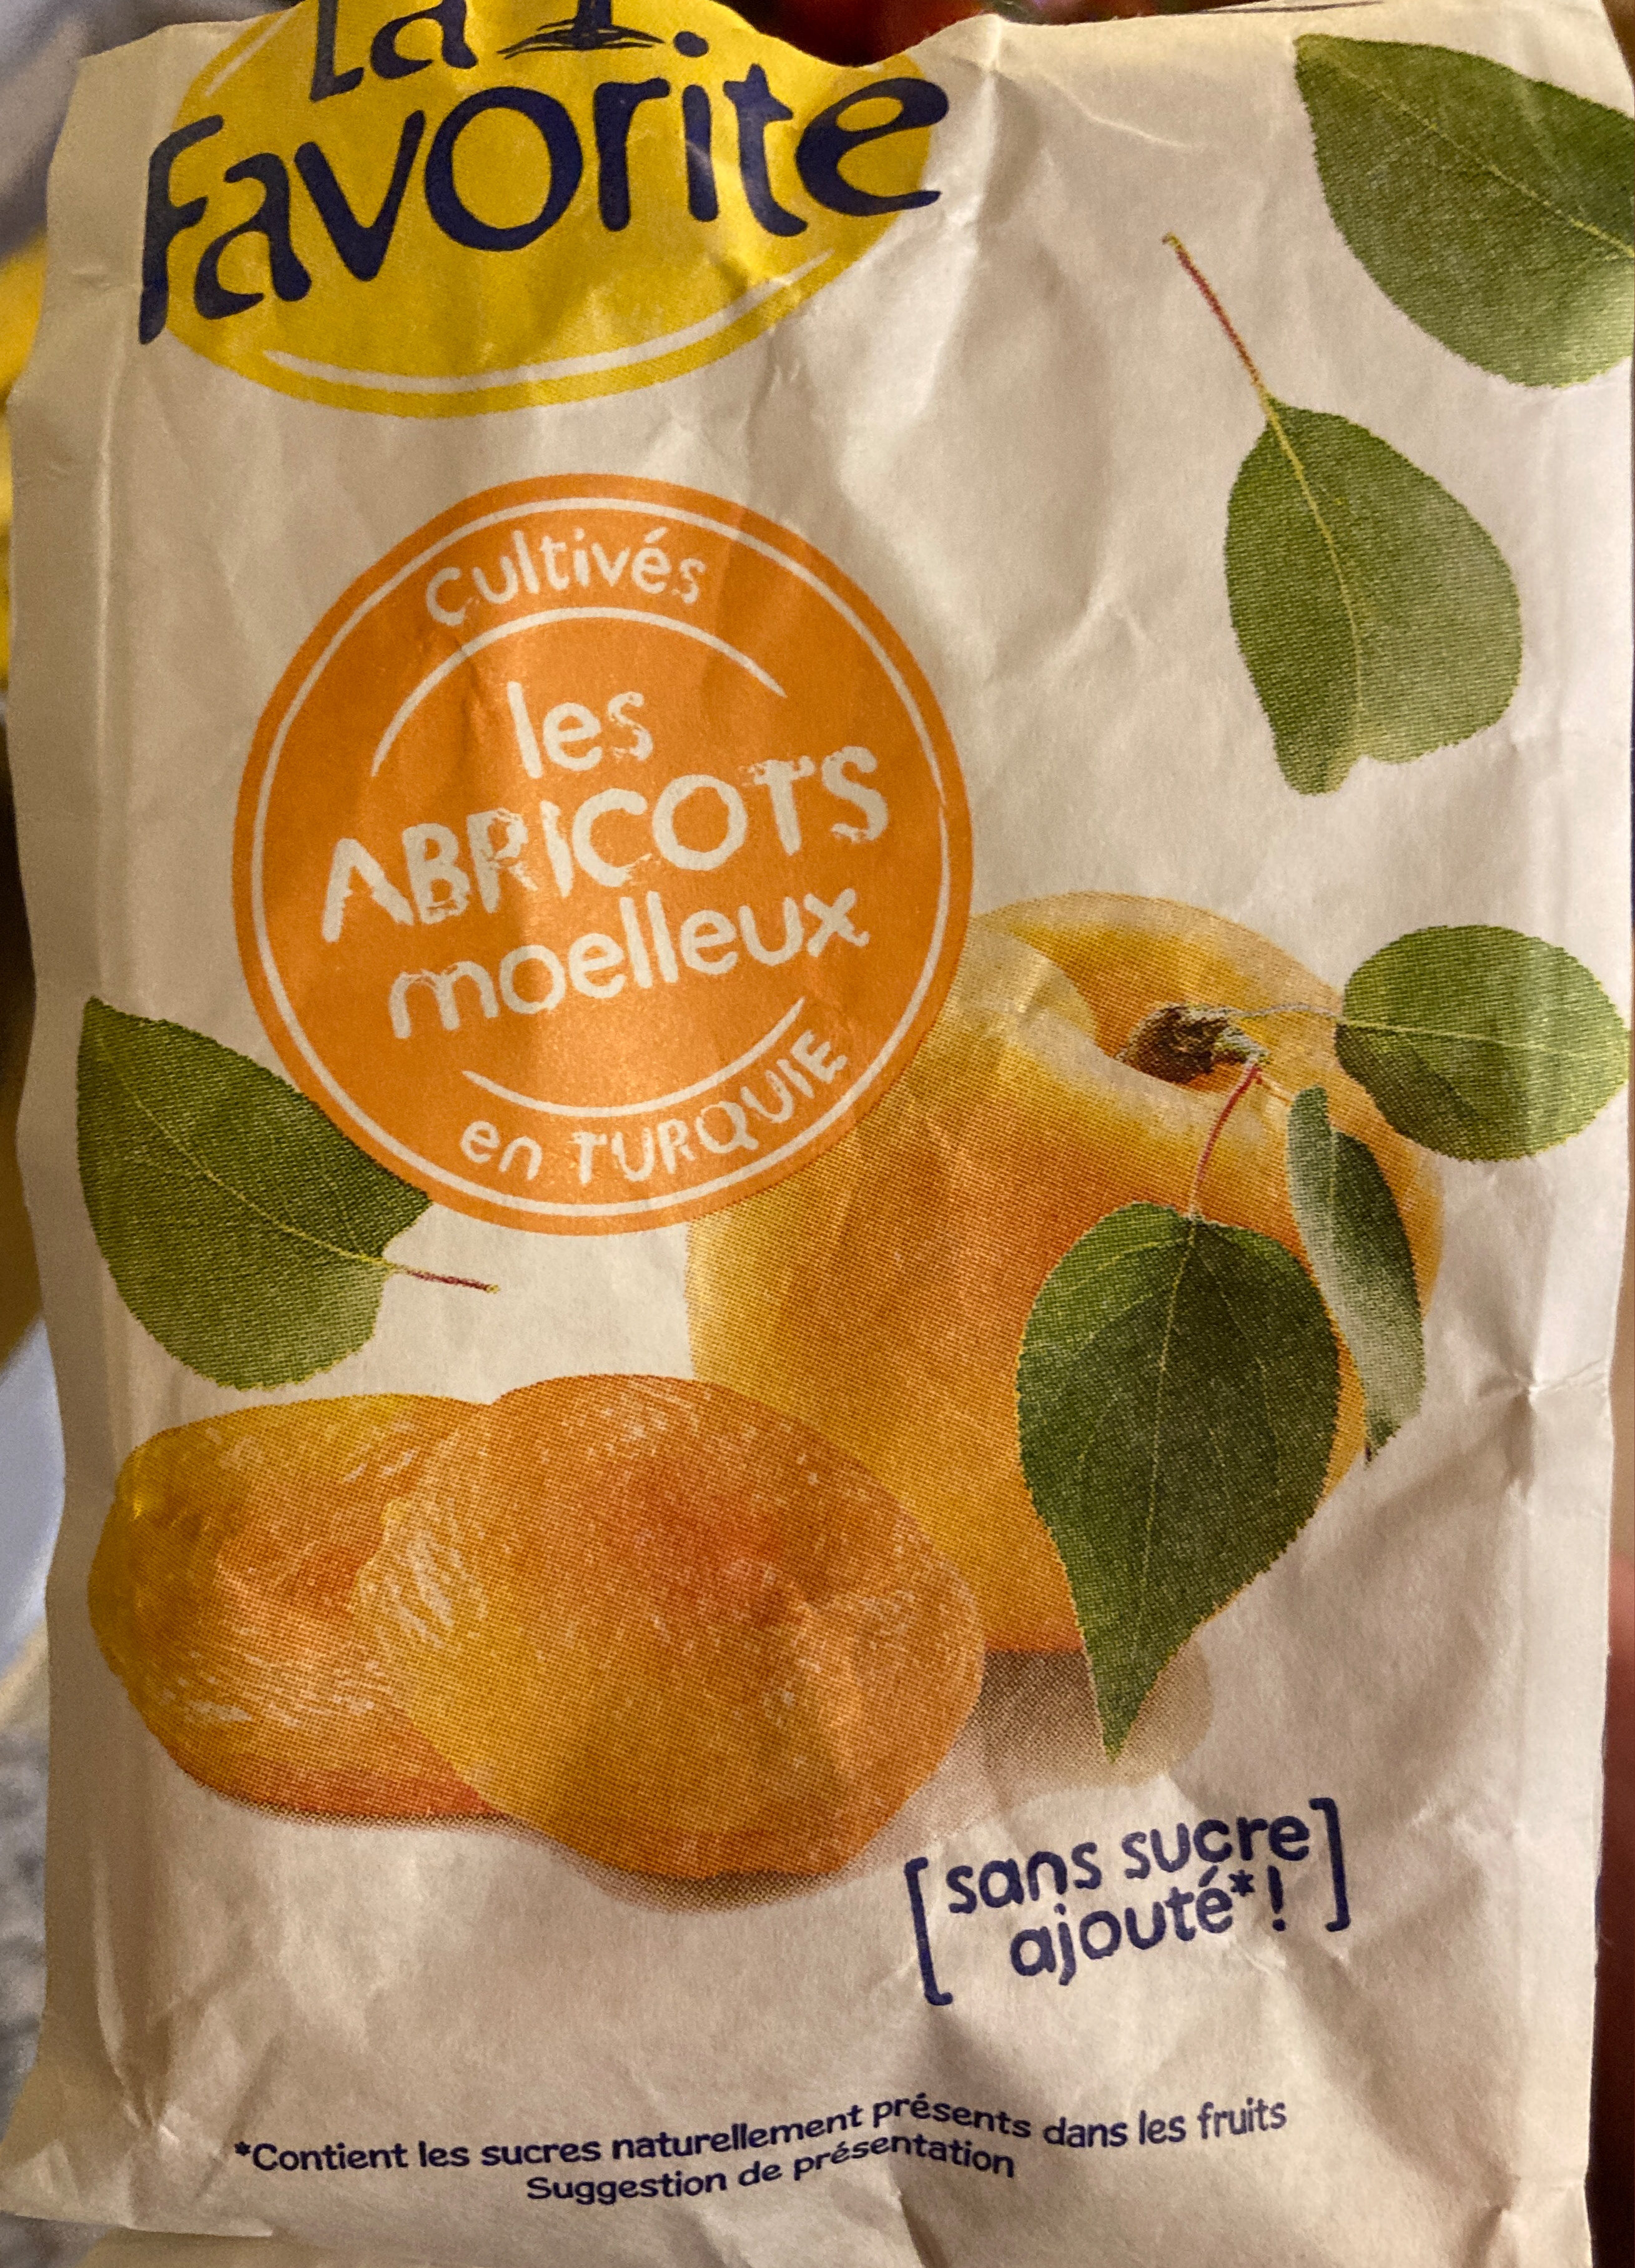 La
Favorite
cultivés
les
ABRICOTS
moelleux
en TURQUIE
[sans sucre
ajouté*!]
*Contient les sucres naturellement présents dans les fruits
Suggestion de présentation